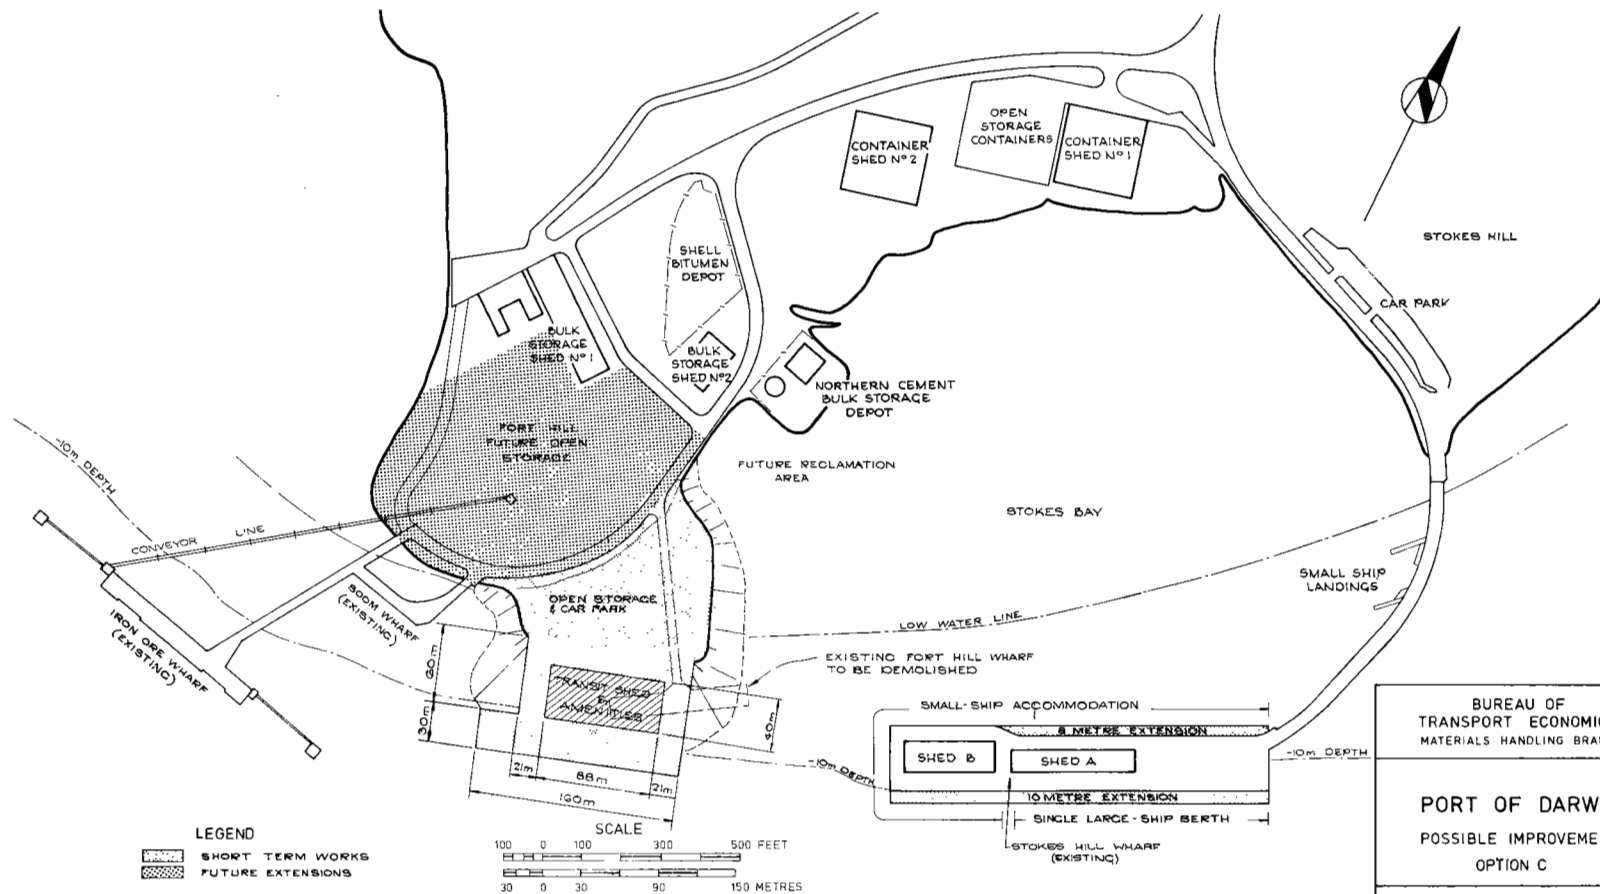 OPEN
STORAGE
CONTAINERS
CONTAINER
SHED Nº 2
CONTAINER
SHED Nº 1
STOKES HILL
SHELL
BITUMEN
DEPOT
CAR PARK
BULK
STORAGE
SHED Nº 1
BULK
STORAGE
SHED Nº 2
NORTHERN CEMENT
BULK STORAGE
DEPOT
FORT HILL
FUTURE OPEN
STORAGE
-10m DEPTH
FUTURE RECLAMATION
AREA
STOKES BAY
CONVEYOR LINE
SMALL SHIP
LANDINGS
IRON ORE WHARF
(EXISTING)
BOOM WHARF
(EXISTING)
OPEN STORAGE
& CAR PARK
LOW WATER LINE
EXISTING FORT HILL WHARF
TO BE DEMOLISHED
60m
30m
TRANSIT SHED
&
AMENITIES
40m
21m
88m
21m
160m
SMALL-SHIP ACCOMMODATION
8 METRE EXTENSION
SHED B
SHED A
-10m DEPTH
-10m DEPTH
10 METRE EXTENSION
SINGLE LARGE-SHIP BERTH
STOKES HILL WHARF
(EXISTING)
LEGEND
SHORT TERM WORKS
FUTURE EXTENSIONS
SCALE
100 0 100 300 500 FEET
30 0 30 90 150 METRES
BUREAU OF
TRANSPORT ECONOMIC
MATERIALS HANDLING BRA
PORT OF DARW
POSSIBLE IMPROVEME
OPTION C